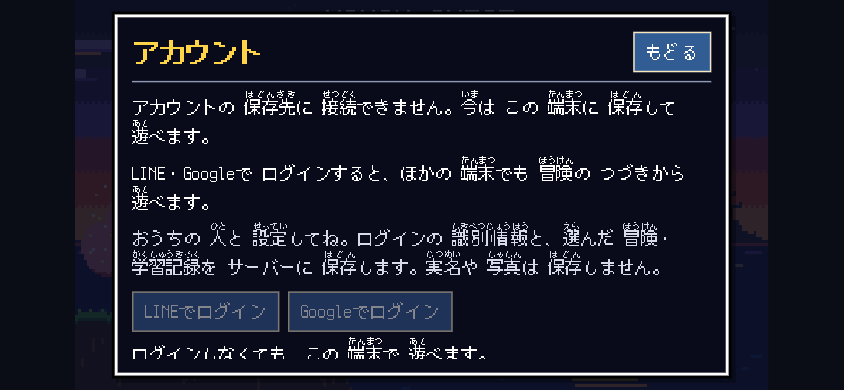 アカウント
もどる
アカウントの 保存先に 接続できません。今は この 端末に 保存して
遊べます。
LINE・Googleで ログインすると、ほかの 端末でも 冒険の つづきから
遊べます。
おうちの 人と 設定してね。ログインの 識別情報と、選んだ 冒険・
学習記録を サーバーに 保存します。実名や 写真は 保存しません。
LINEでログイン
Googleでログイン
ログインしなくても、この 端末で 遊べます。